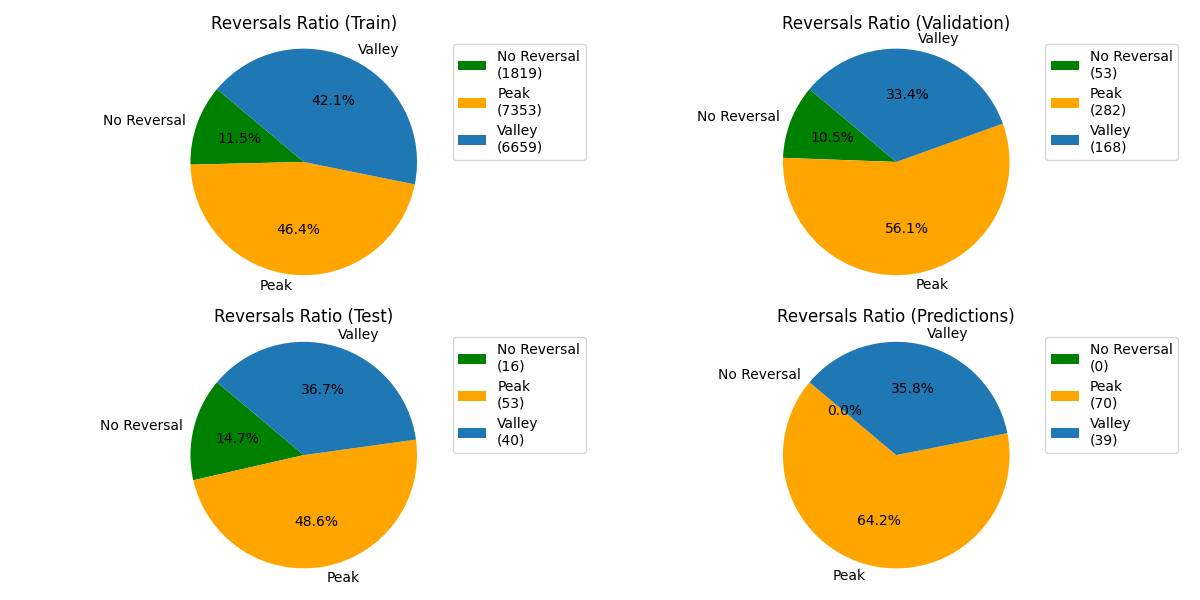 Reversals Ratio (Train)
Valley
42.1%
No Reversal
11.5%
46.4%
Peak
No Reversal
(1819)
Peak
(7353)
Valley
(6659)
Reversals Ratio (Validation)
Valley
33.4%
No Reversal
10.5%
56.1%
Peak
No Reversal
(53)
Peak
(282)
Valley
(168)
Reversals Ratio (Test)
Valley
36.7%
No Reversal
14.7%
48.6%
Peak
No Reversal
(16)
Peak
(53)
Valley
(40)
Reversals Ratio (Predictions)
Valley
No Reversal
35.8%
0.0%
64.2%
Peak
No Reversal
(0)
Peak
(70)
Valley
(39)